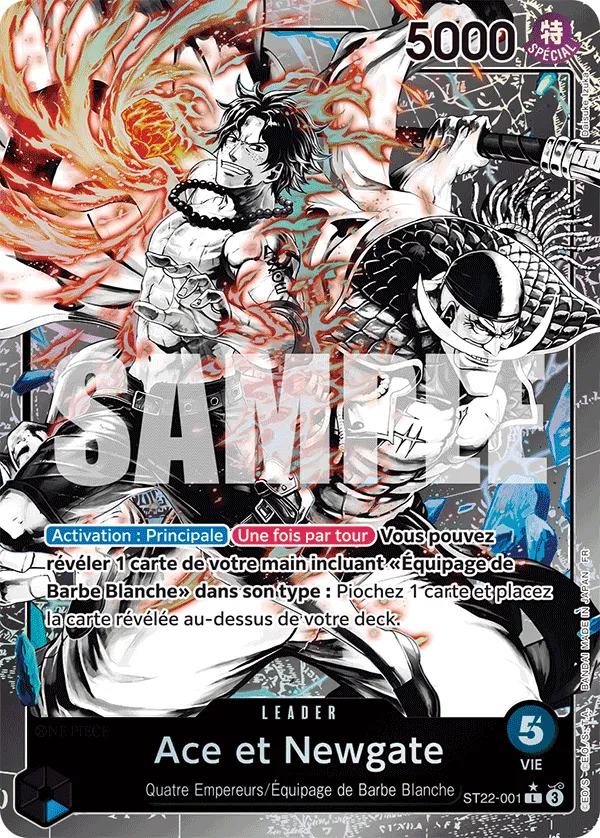 5000
特
SPÉCIAL
SAMPLE
Activation : Principale Une fois par tour Vous pouvez
révéler 1 carte de votre main incluant «Équipage de
Barbe Blanche» dans son type : Piochez 1 carte et placez
la carte révélée au-dessus de votre deck.
LEADER
ONE PIECE
Ace et Newgate
Quatre Empereurs/Équipage de Barbe Blanche
5
VIE
ST22-001 L 3
BANDAI MADE IN JAPAN FR